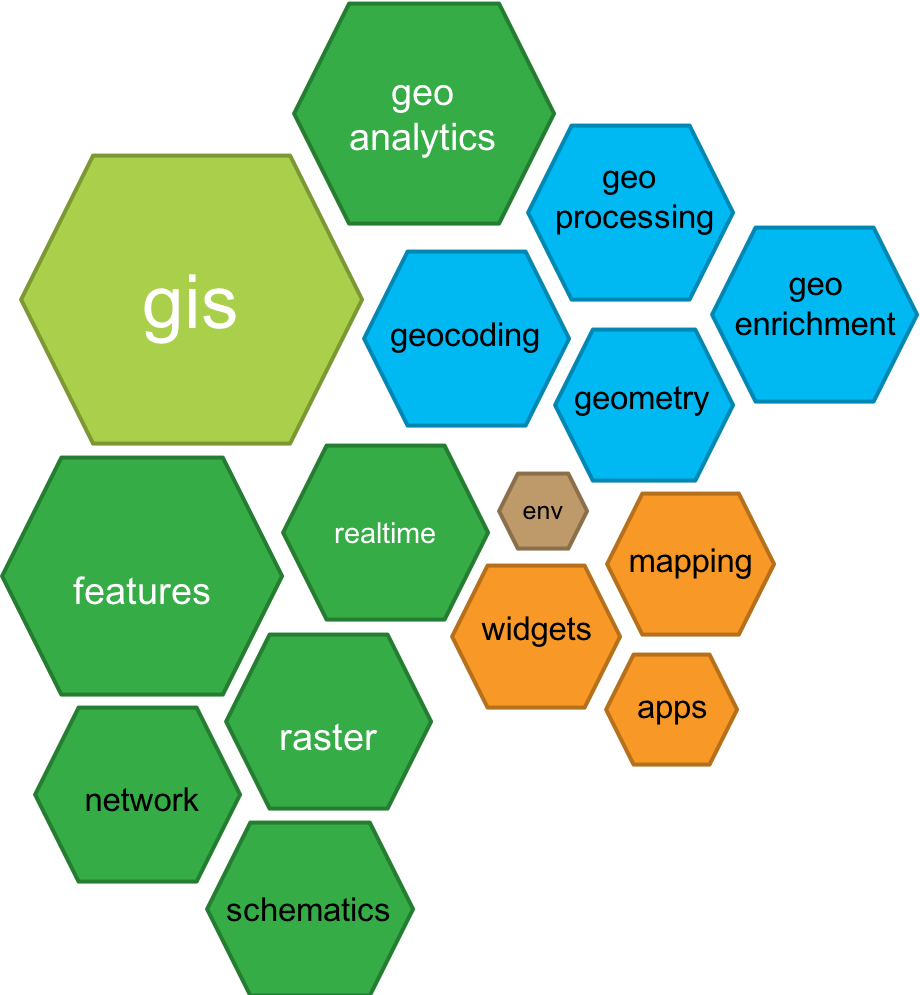 geo
analytics
geo
processing
geo
enrichment
gis
geocoding
geometry
env
realtime
mapping
features
widgets
apps
raster
network
schematics